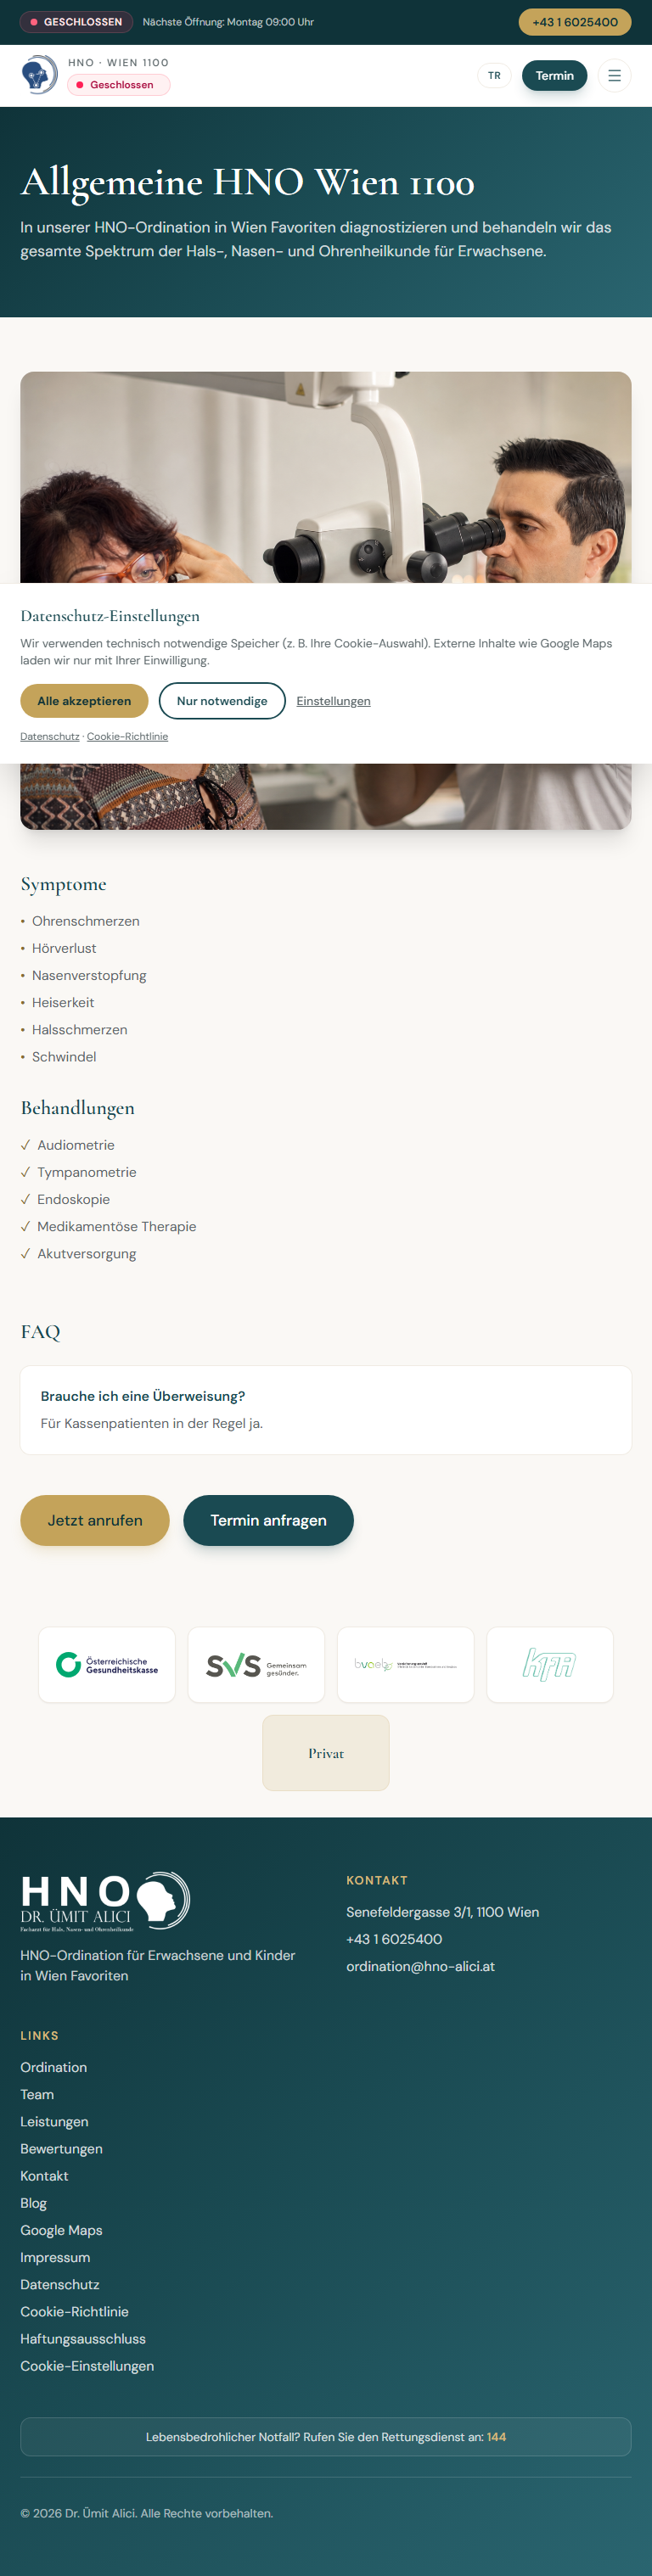 GESCHLOSSEN
Nächste Öffnung: Montag 09:00 Uhr
+43 1 6025400
HNO · WIEN 1100
Geschlossen
TR
Termin
Allgemeine HNO Wien 1100
In unserer HNO-Ordination in Wien Favoriten diagnostizieren und behandeln wir das
gesamte Spektrum der Hals-, Nasen- und Ohrenheilkunde für Erwachsene.
Datenschutz-Einstellungen
Wir verwenden technisch notwendige Speicher (z. B. Ihre Cookie-Auswahl). Externe Inhalte wie Google Maps
laden wir nur mit Ihrer Einwilligung.
Alle akzeptieren
Nur notwendige
Einstellungen
Datenschutz · Cookie-Richtlinie
Symptome
• Ohrenschmerzen
• Hörverlust
• Nasenverstopfung
• Heiserkeit
• Halsschmerzen
• Schwindel
Behandlungen
✓ Audiometrie
✓ Tympanometrie
✓ Endoskopie
✓ Medikamentöse Therapie
✓ Akutversorgung
FAQ
Brauche ich eine Überweisung?
Für Kassenpatienten in der Regel ja.
Jetzt anrufen
Termin anfragen
Österreichische
Gesundheitskasse
SVS
Gemeinsam
gesünder.
bvaeb
KFA
Privat
HNO
DR. ÜMIT ALICI
Facharzt für Hals-, Nasen- und Ohrenheilkunde
HNO-Ordination für Erwachsene und Kinder
in Wien Favoriten
KONTAKT
Senefeldergasse 3/1, 1100 Wien
+43 1 6025400
ordination@hno-alici.at
LINKS
Ordination
Team
Leistungen
Bewertungen
Kontakt
Blog
Google Maps
Impressum
Datenschutz
Cookie-Richtlinie
Haftungsausschluss
Cookie-Einstellungen
Lebensbedrohlicher Notfall? Rufen Sie den Rettungsdienst an: 144
© 2026 Dr. Ümit Alici. Alle Rechte vorbehalten.